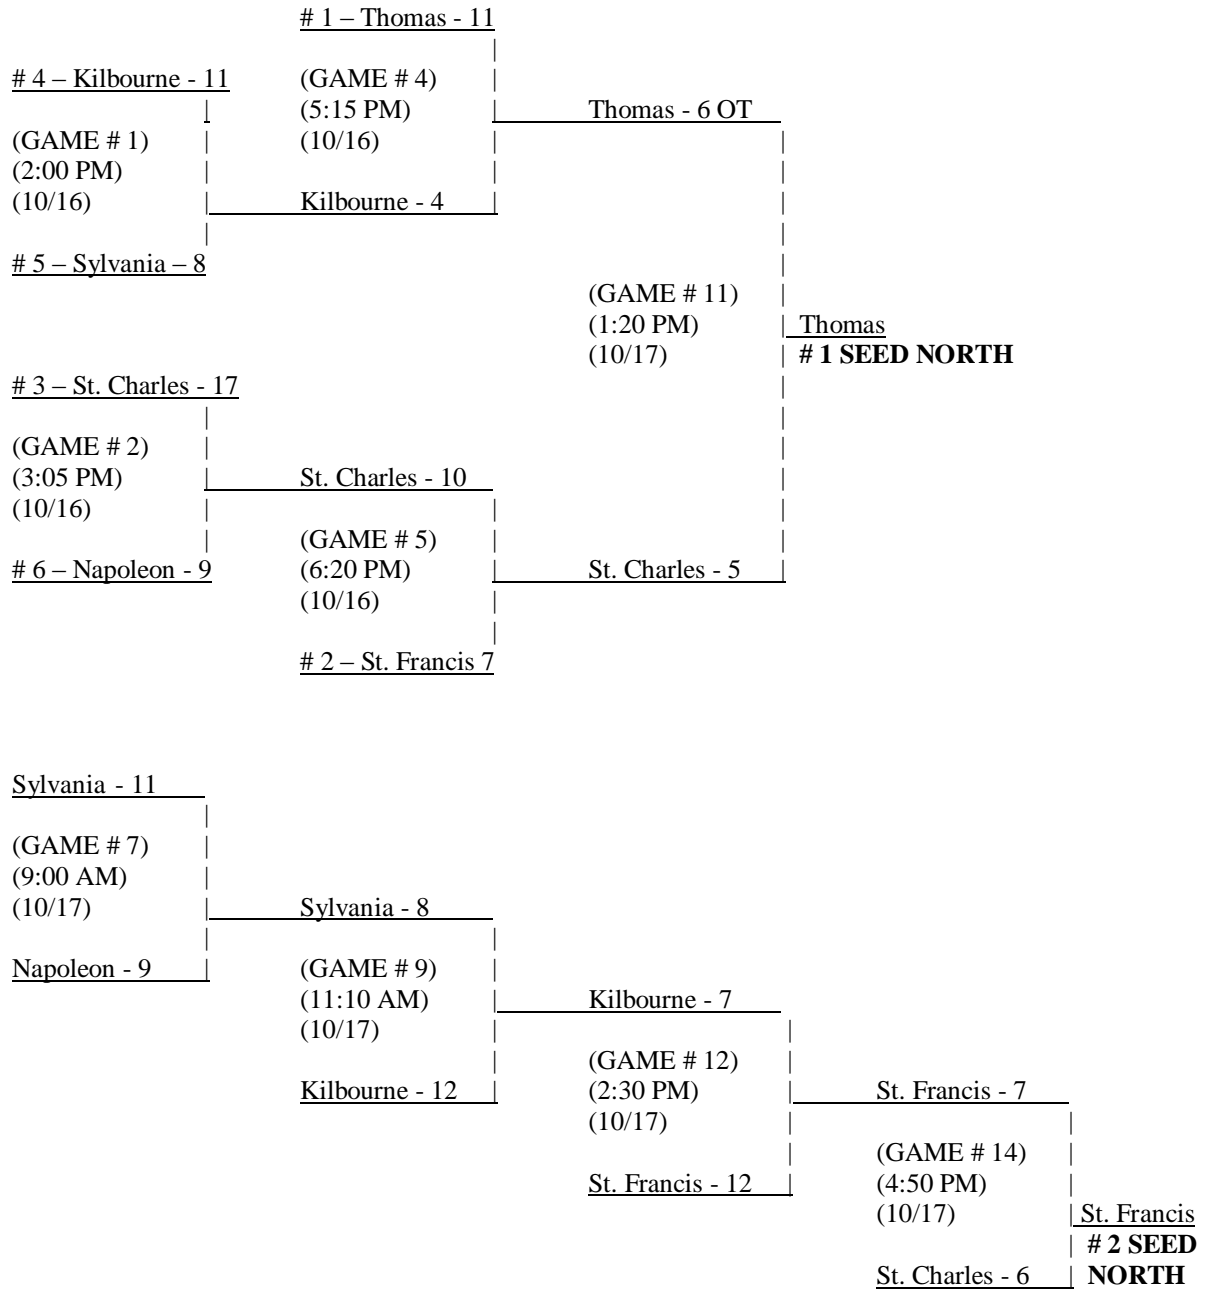 # 1 – Thomas - 11
# 4 – Kilbourne - 11 (GAME # 4)
(5:15 PM) Thomas - 6 OT
(GAME # 1) (10/16)
(2:00 PM)
(10/16) Kilbourne - 4
# 5 – Sylvania – 8
(GAME # 11)
(1:20 PM) Thomas
(10/17) # 1 SEED NORTH
# 3 – St. Charles - 17
(GAME # 2)
(3:05 PM) St. Charles - 10
(10/16)
(GAME # 5)
# 6 – Napoleon - 9 (6:20 PM) St. Charles - 5
(10/16)
# 2 – St. Francis 7
Sylvania - 11
(GAME # 7)
(9:00 AM)
(10/17) Sylvania - 8
Napoleon - 9 (GAME # 9)
(11:10 AM) Kilbourne - 7
(10/17)
(GAME # 12)
Kilbourne - 12 (2:30 PM) St. Francis - 7
(10/17)
(GAME # 14)
St. Francis - 12 (4:50 PM)
(10/17) St. Francis
# 2 SEED
St. Charles - 6 NORTH